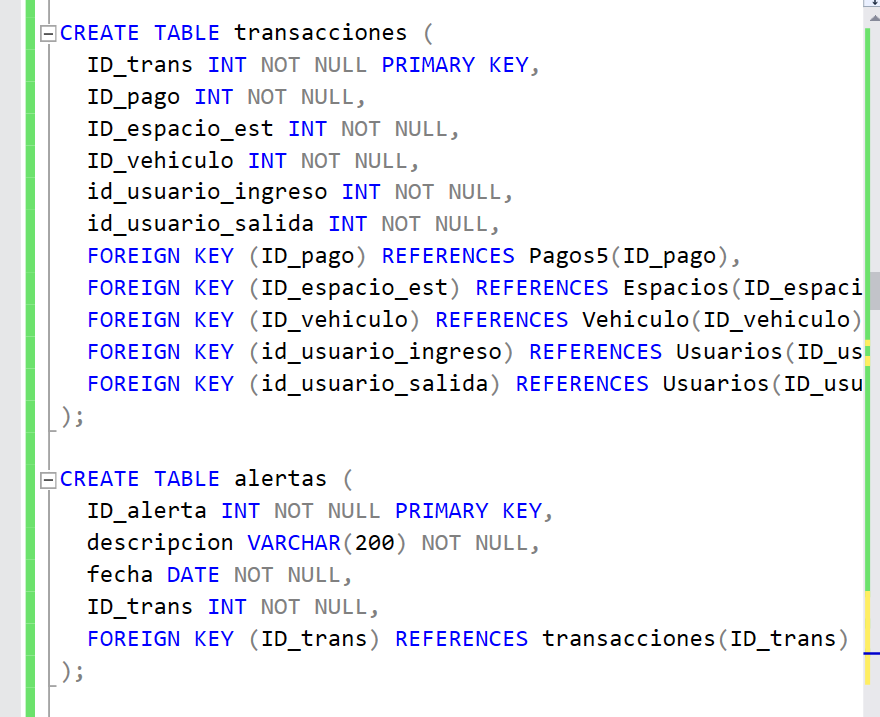 CREATE TABLE transacciones (
ID_trans INT NOT NULL PRIMARY KEY,
ID_pago INT NOT NULL,
ID_espacio_est INT NOT NULL,
ID_vehiculo INT NOT NULL,
id_usuario_ingreso INT NOT NULL,
id_usuario_salida INT NOT NULL,
FOREIGN KEY (ID_pago) REFERENCES Pagos5(ID_pago),
FOREIGN KEY (ID_espacio_est) REFERENCES Espacios(ID_espaci
FOREIGN KEY (ID_vehiculo) REFERENCES Vehiculo(ID_vehiculo)
FOREIGN KEY (id_usuario_ingreso) REFERENCES Usuarios(ID_us
FOREIGN KEY (id_usuario_salida) REFERENCES Usuarios(ID_usu
);
CREATE TABLE alertas (
ID_alerta INT NOT NULL PRIMARY KEY,
descripcion VARCHAR(200) NOT NULL,
fecha DATE NOT NULL,
ID_trans INT NOT NULL,
FOREIGN KEY (ID_trans) REFERENCES transacciones(ID_trans)
);